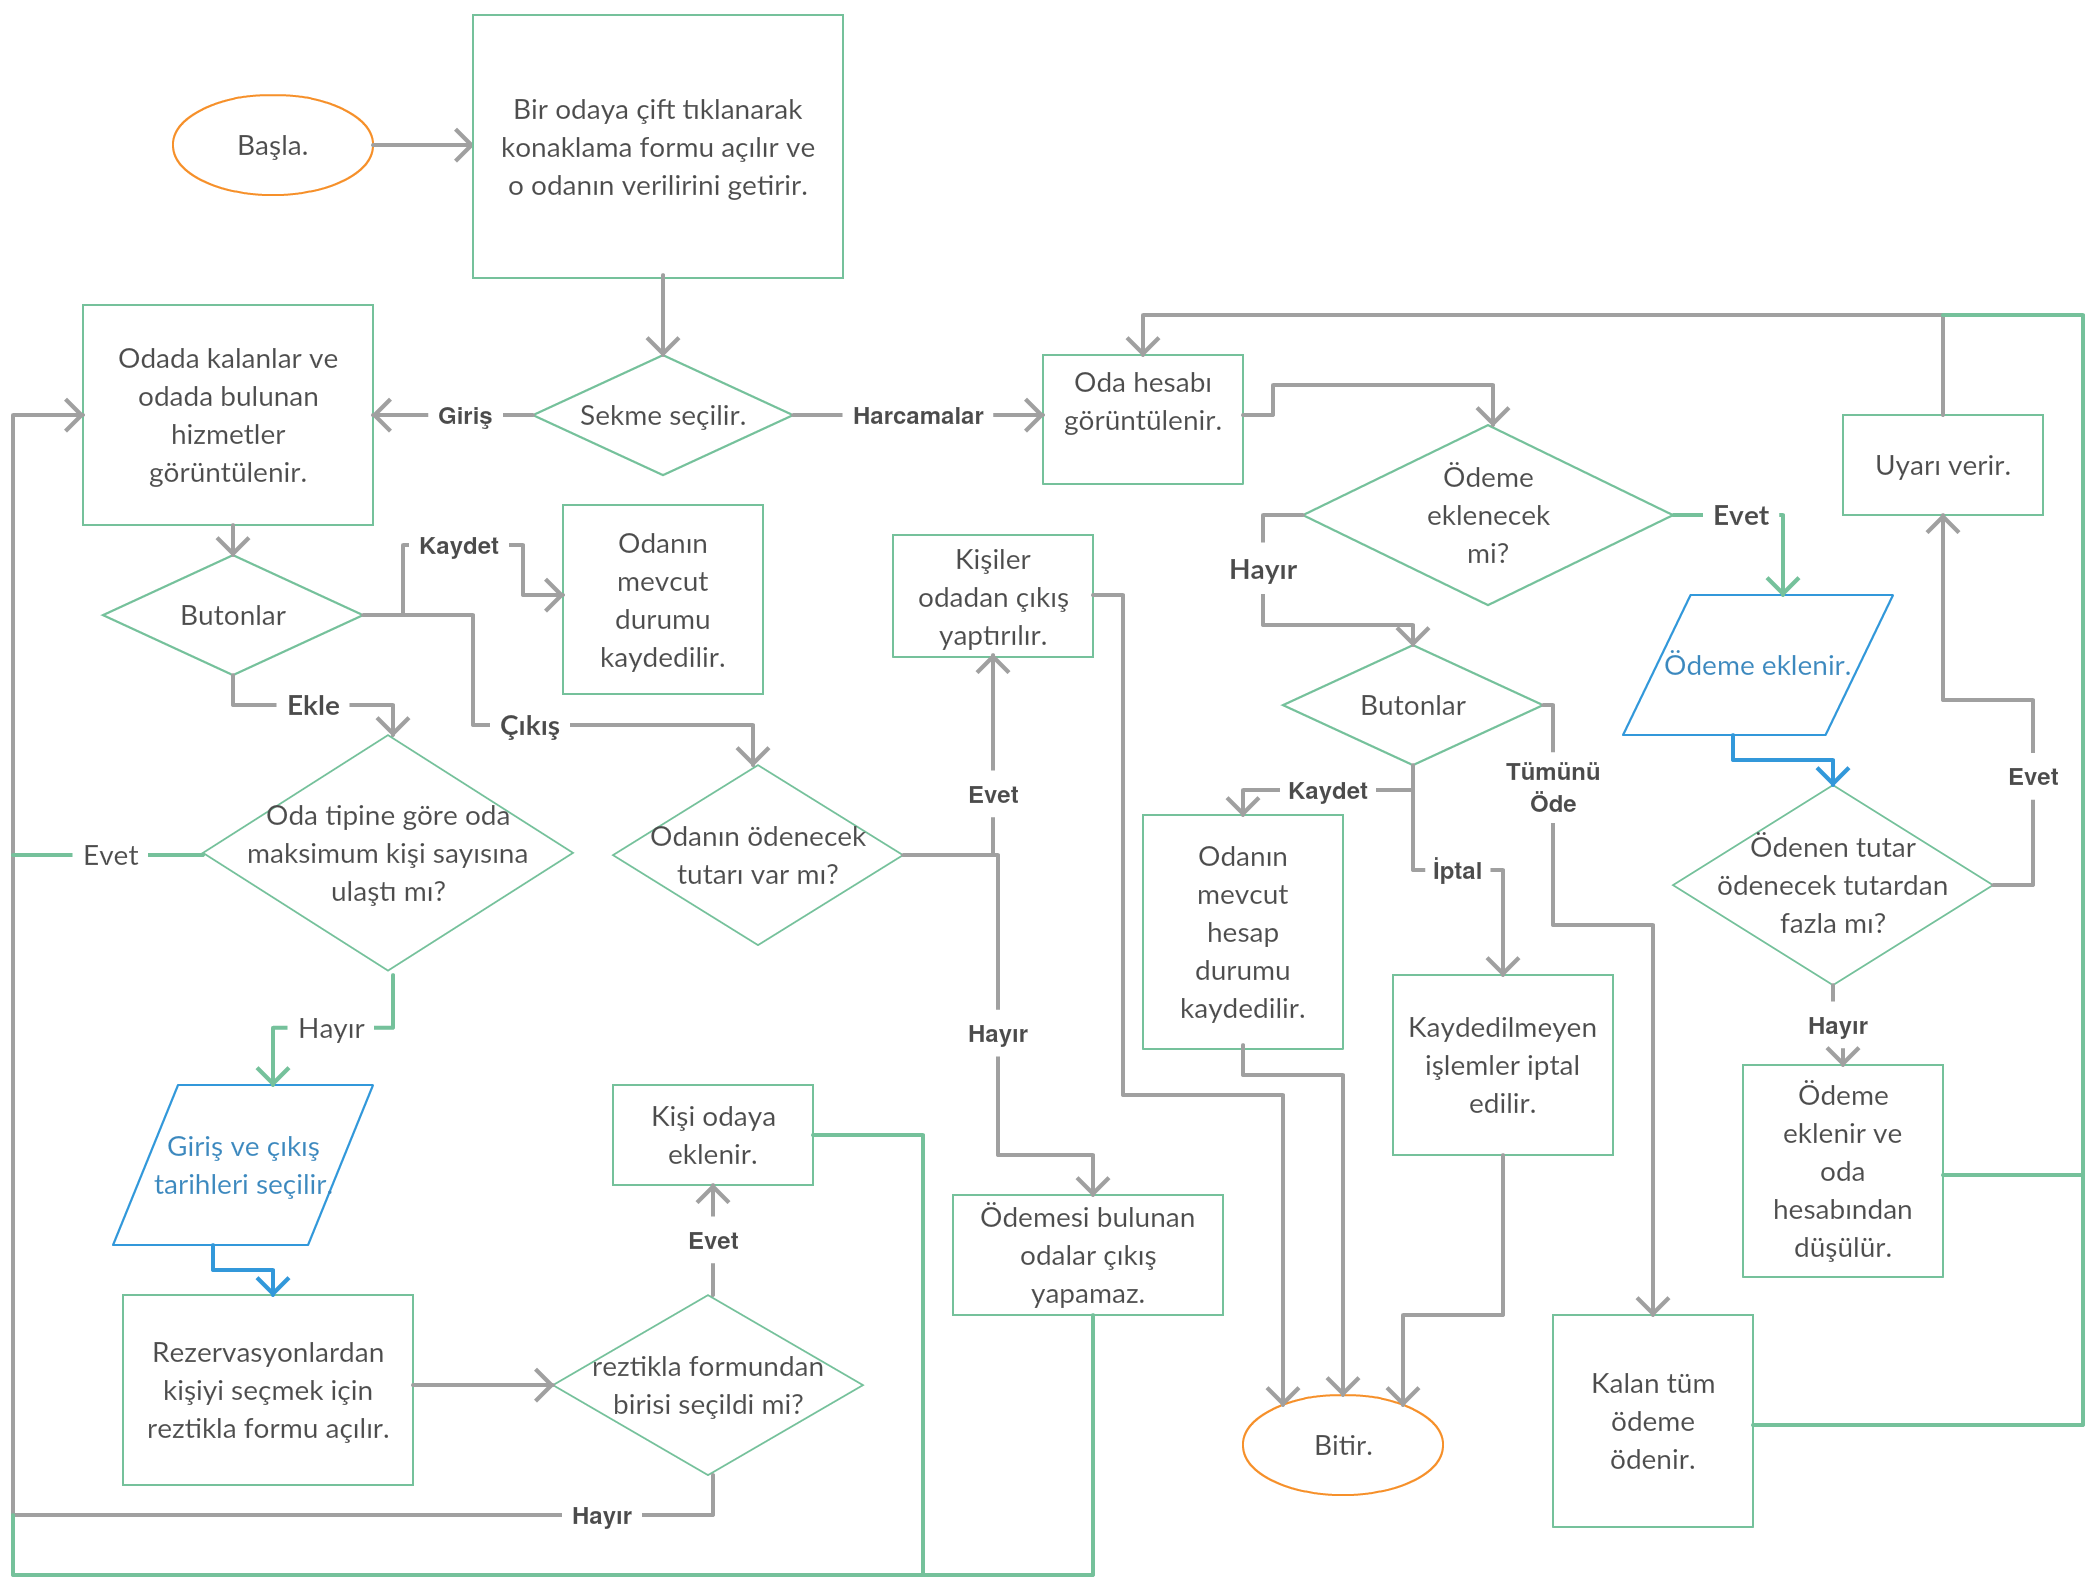 Başla.
Bir odaya çift tıklanarak
konaklama formu açılır ve
o odanın verilirini getirir.
Odada kalanlar ve
odada bulunan
hizmetler
görüntülenir.
Giriş
Sekme seçilir.
Harcamalar
Oda hesabı
görüntülenir.
Ödeme
eklenecek
mi?
Evet
Uyarı verir.
Hayır
Butonlar
Kaydet
Odanın
mevcut
durumu
kaydedilir.
Kişiler
odadan çıkış
yaptırılır.
Ekle
Çıkış
Butonlar
Ödeme eklenir.
Tümünü
Öde
Kaydet
İptal
Evet
Evet
Evet
Oda tipine göre oda
maksimum kişi sayısına
ulaştı mı?
Odanın ödenecek
tutarı var mı?
Odanın
mevcut
hesap
durumu
kaydedilir.
Ödenen tutar
ödenecek tutardan
fazla mı?
Hayır
Hayır
Hayır
Kaydedilmeyen
işlemler iptal
edilir.
Ödeme
eklenir ve
oda
hesabından
düşülür.
Giriş ve çıkış
tarihleri seçilir.
Kişi odaya
eklenir.
Evet
Ödemesi bulunan
odalar çıkış
yapamaz.
Rezervasyonlardan
kişiyi seçmek için
reztikla formu açılır.
reztikla formundan
birisi seçildi mi?
Bitir.
Kalan tüm
ödeme
ödenir.
Hayır